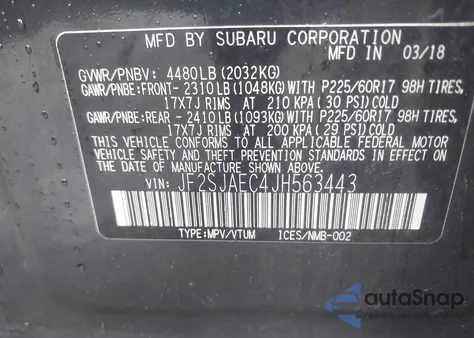 MFD BY SUBARU CORPORATION
MADE IN JAPAN 03/18
GVWR/PNBV: 4480LB (2032KG)
GAWR/PNBE: FRONT- 2310LB (1048KG) WITH P225/60R17 98H TIRES,
17X7J RIMS AT 210 KPA (30 PSI) COLD
GAWR/PNBE: REAR - 2410LB (1093KG) WITH P225/60R17 98H TIRES,
17X7J RIMS AT 200 KPA (29 PSI) COLD
THIS VEHICLE CONFORMS TO ALL APPLICABLE FEDERAL MOTOR
VEHICLE SAFETY AND THEFT PREVENTION STANDARDS IN EFFECT ON
THE DATE OF MANUFACTURE SHOWN ABOVE.
VIN: JF2SJAEC4JH563443
TYPE:MPV/VTUM ICES/NMB-002
autoSnap